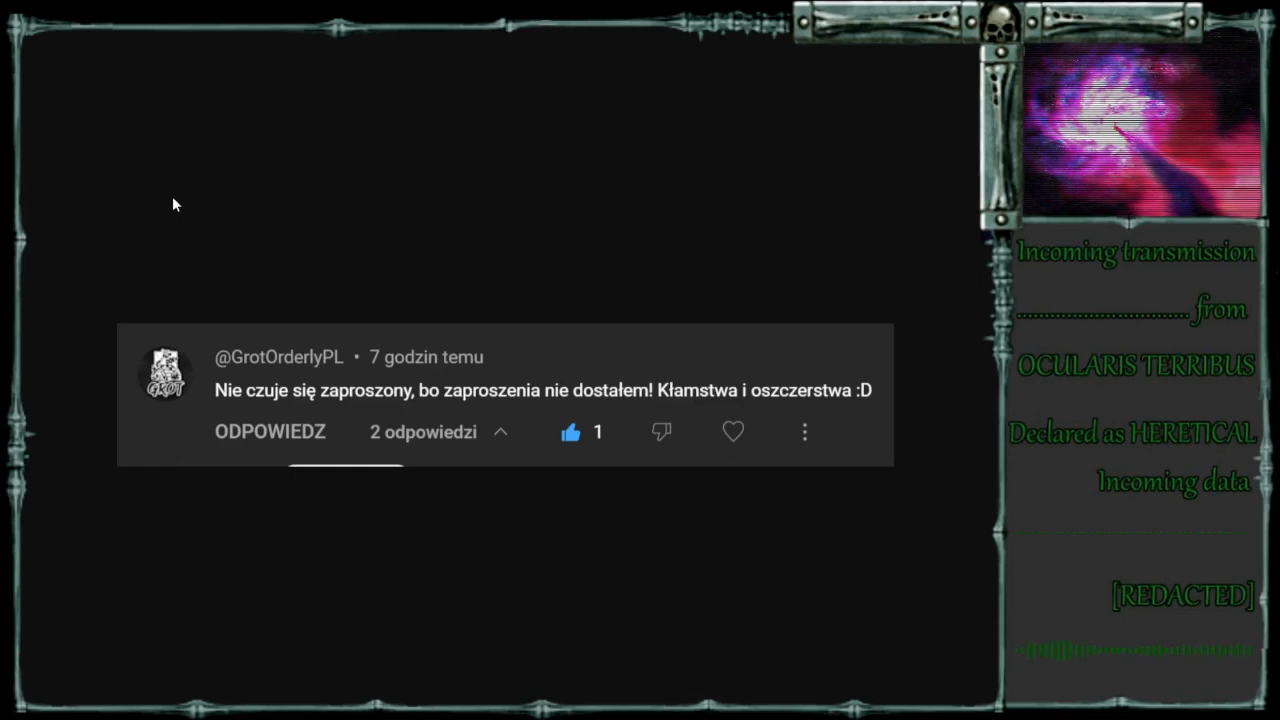 @GrotOrderlyPL • 7 godzin temu
Nie czuje się zaproszony, bo zaproszenia nie dostałem! Kłamstwa i oszczerstwa :D
ODPOWIEDZ 2 odpowiedzi 1
GROT
Incoming transmission
.............................. from
OCULARIS TERRIBUS
Declared as HERETICAL
Incoming data
[REDACTED]